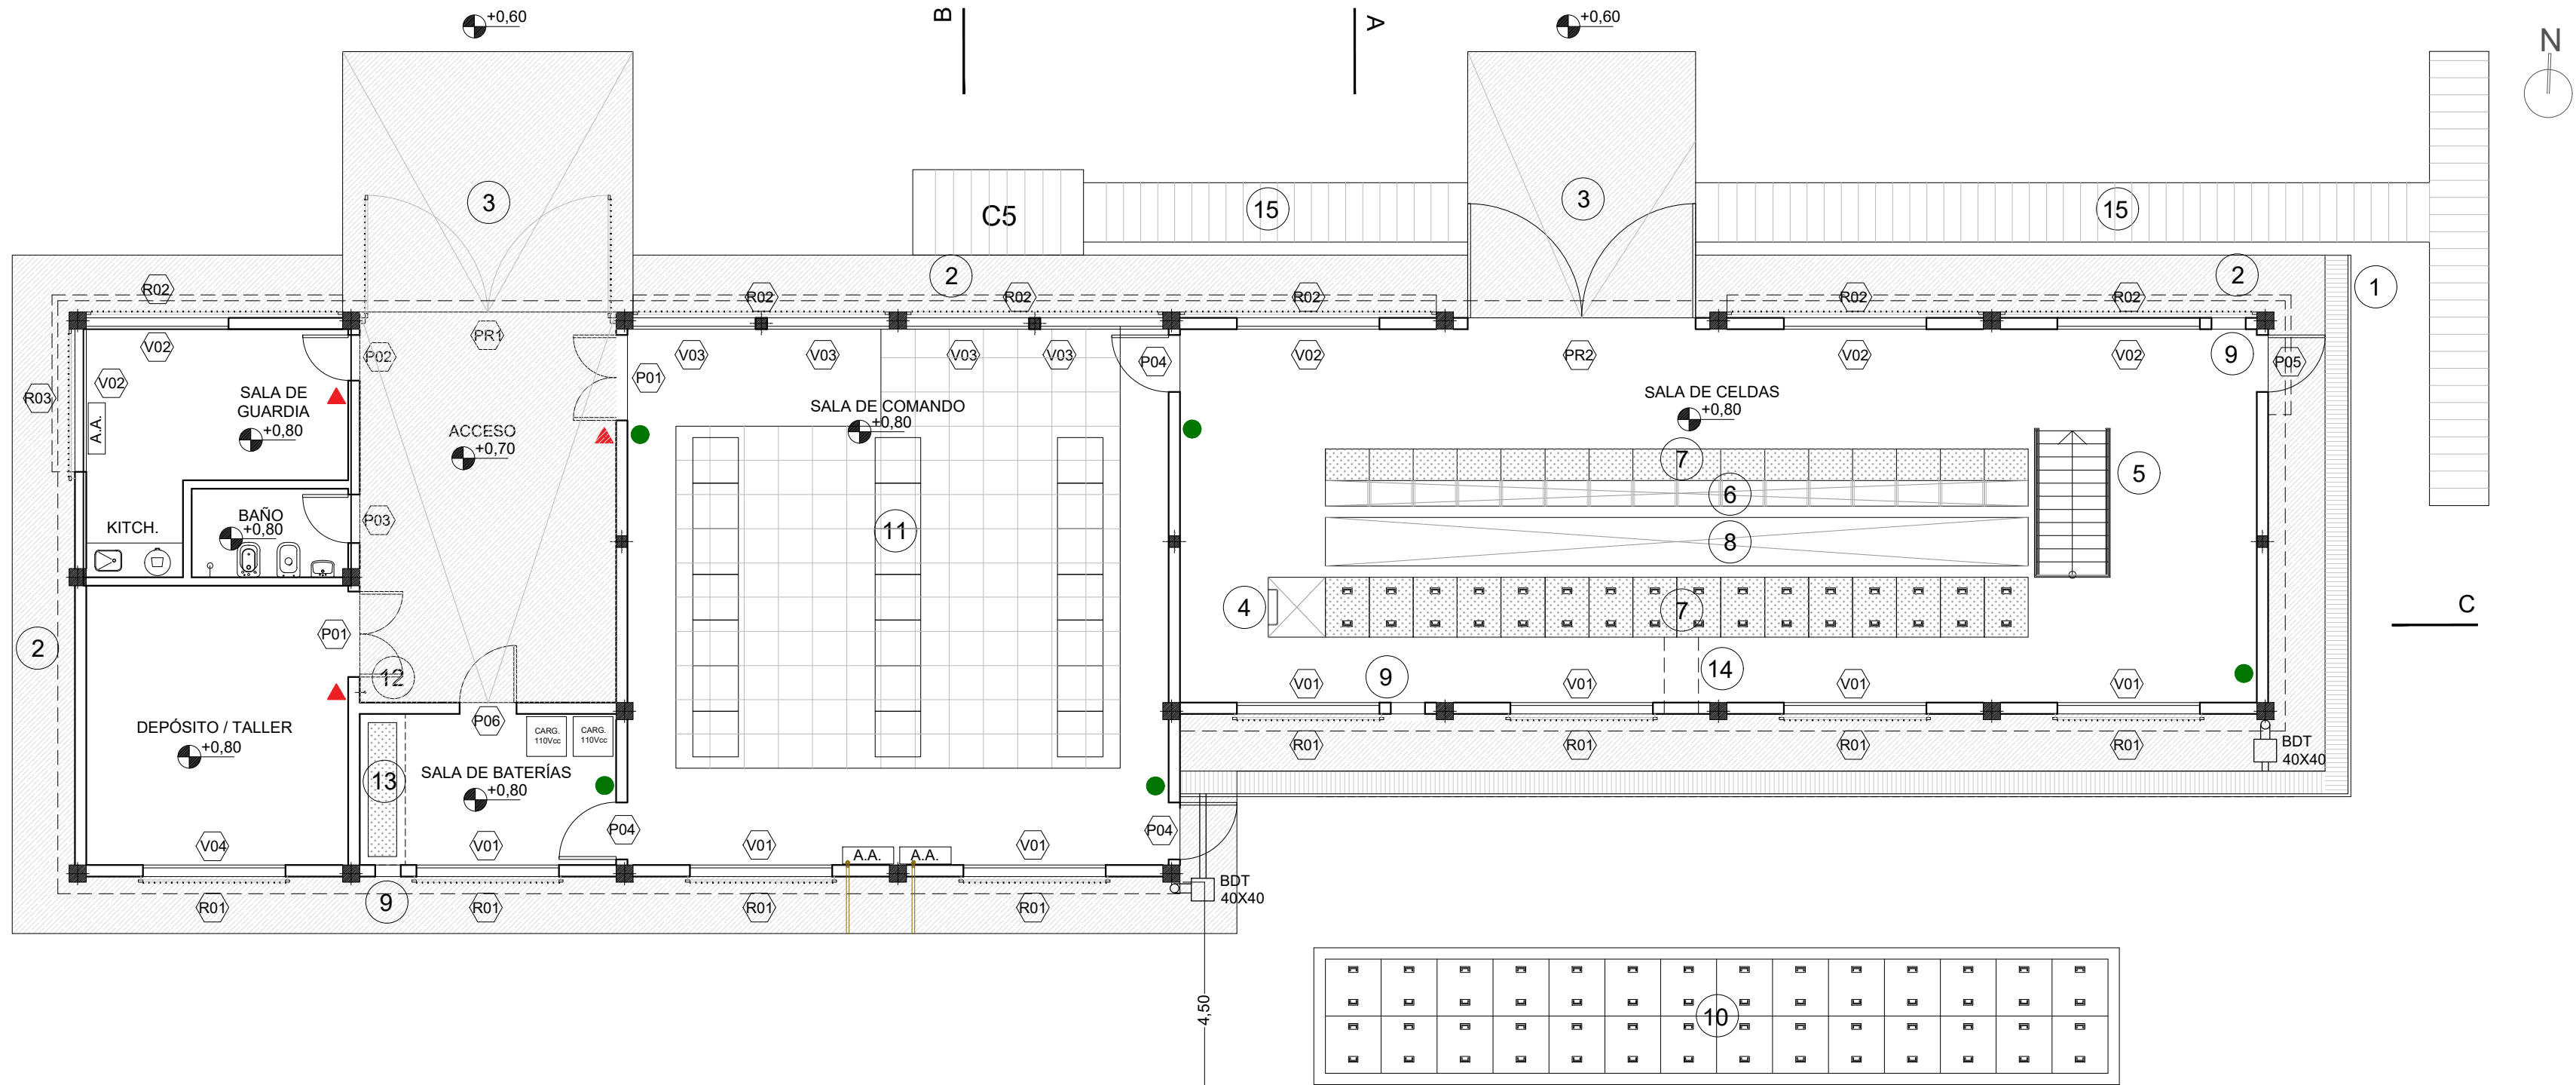 +0,60
B
A
+0,60
N
3
3
C5
15
15
2
2
1
R02
R02
R02
R02
R02
R02
PR1
V02
P02
V03
V03
V03
V03
P04
V02
PR2
V02
V02
9
P05
R03
V02
A.A.
SALA DE
GUARDIA
+0,80
P01
ACCESO
+0,70
SALA DE COMANDO
+0,80
SALA DE CELDAS
+0,80
7
6
5
8
11
KITCH.
BAÑO
+0,80
P03
4
7
C
2
P01
12
14
V01
9
V01
V01
V01
DEPÓSITO / TALLER
+0,80
P06
CARG.
110Vcc
CARG.
110Vcc
13
SALA DE BATERÍAS
+0,80
R01
R01
R01
R01
BDT
40X40
V04
V01
P04
V01
A.A.
A.A.
V01
P04
R01
9
R01
R01
R01
BDT
40X40
4,50
10